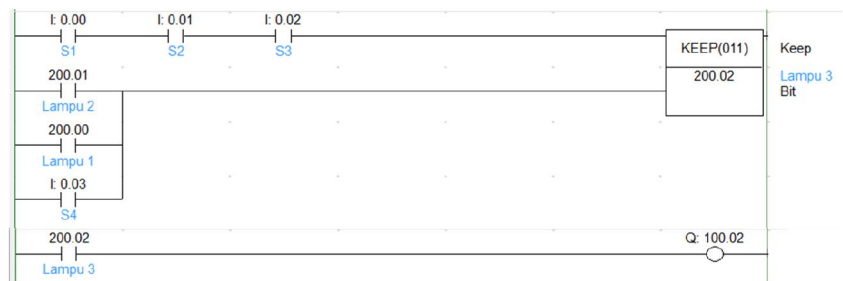 I: 0.00 I: 0.01 I: 0.02
S1 S2 S3
KEEP(011) Keep
200.01 200.02 Lampu 3
Lampu 2 Bit
200.00
Lampu 1
I: 0.03
S4
200.02 Q: 100.02
Lampu 3